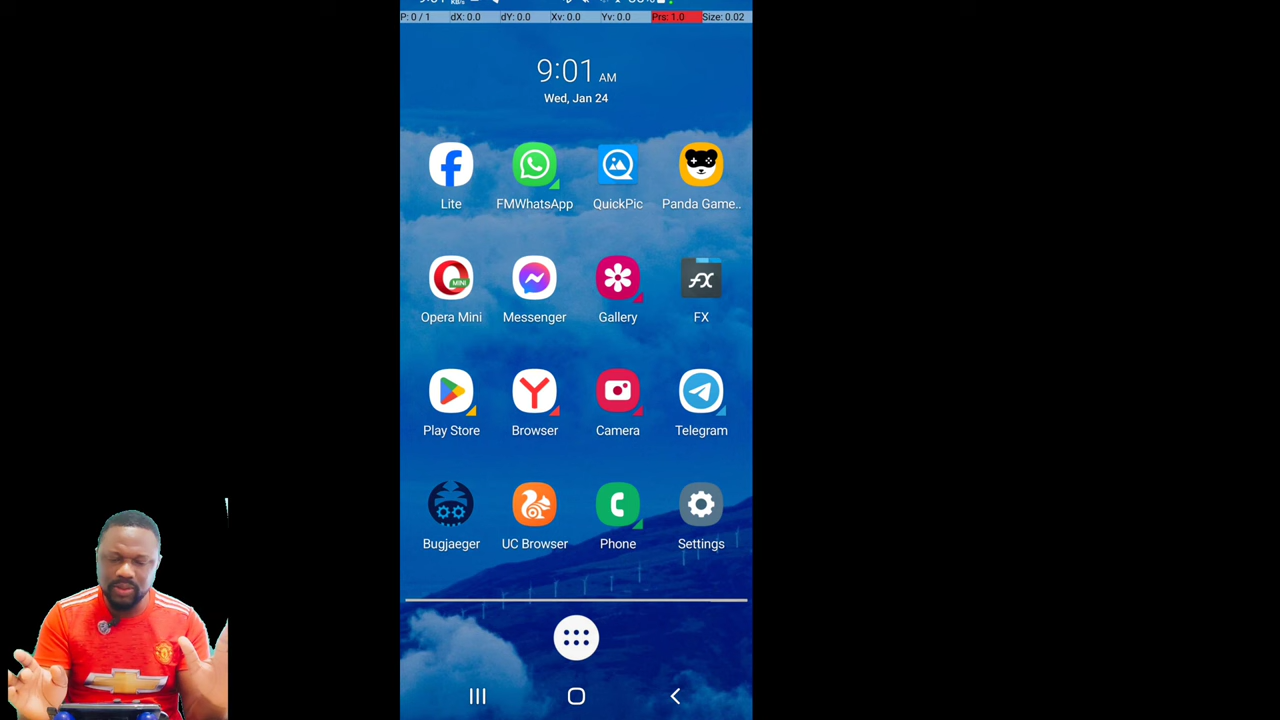 P: 0 / 1 dX: 0.0 dY: 0.0 Xv: 0.0 Yv: 0.0 Prs: 1.0 Size: 0.02
9:01 AM
Wed, Jan 24
Lite FMWhatsApp QuickPic Panda Game..
MINI
Opera Mini Messenger Gallery FX
Play Store Browser Camera Telegram
Bugjaeger UC Browser Phone Settings